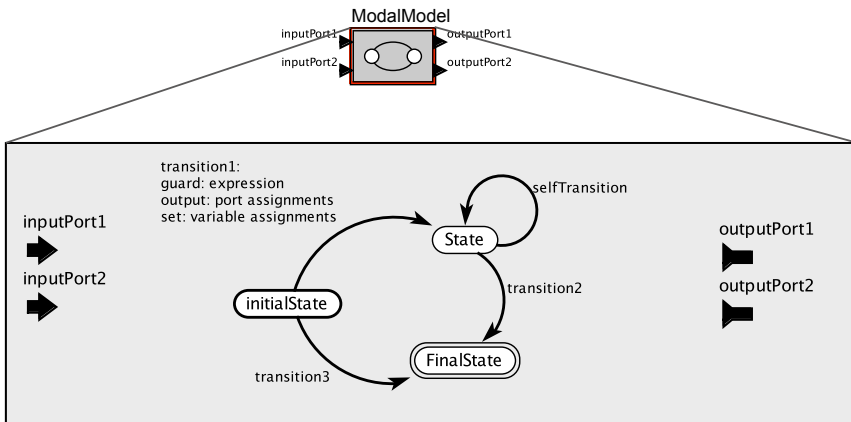 ModalModel
inputPort1
outputPort1
inputPort2
outputPort2
transition1:
guard: expression
output: port assignments
set: variable assignments
selfTransition
inputPort1
State
outputPort1
inputPort2
outputPort2
transition2
initialState
FinalState
transition3